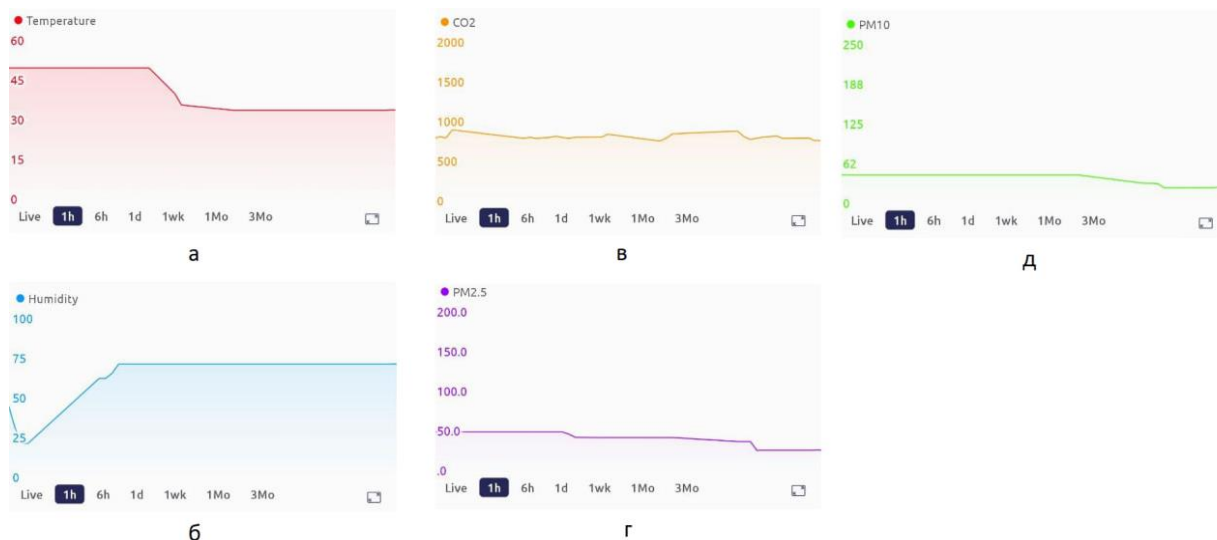 Temperature
60
45
30
15
0
Live 1h 6h 1d 1wk 1Mo 3Mo
а
CO2
2000
1500
1000
500
0
Live 1h 6h 1d 1wk 1Mo 3Mo
в
PM10
250
188
125
62
0
Live 1h 6h 1d 1wk 1Mo 3Mo
д
Humidity
100
75
50
25
0
Live 1h 6h 1d 1wk 1Mo 3Mo
б
PM2.5
200.0
150.0
100.0
50.0
.0
Live 1h 6h 1d 1wk 1Mo 3Mo
г